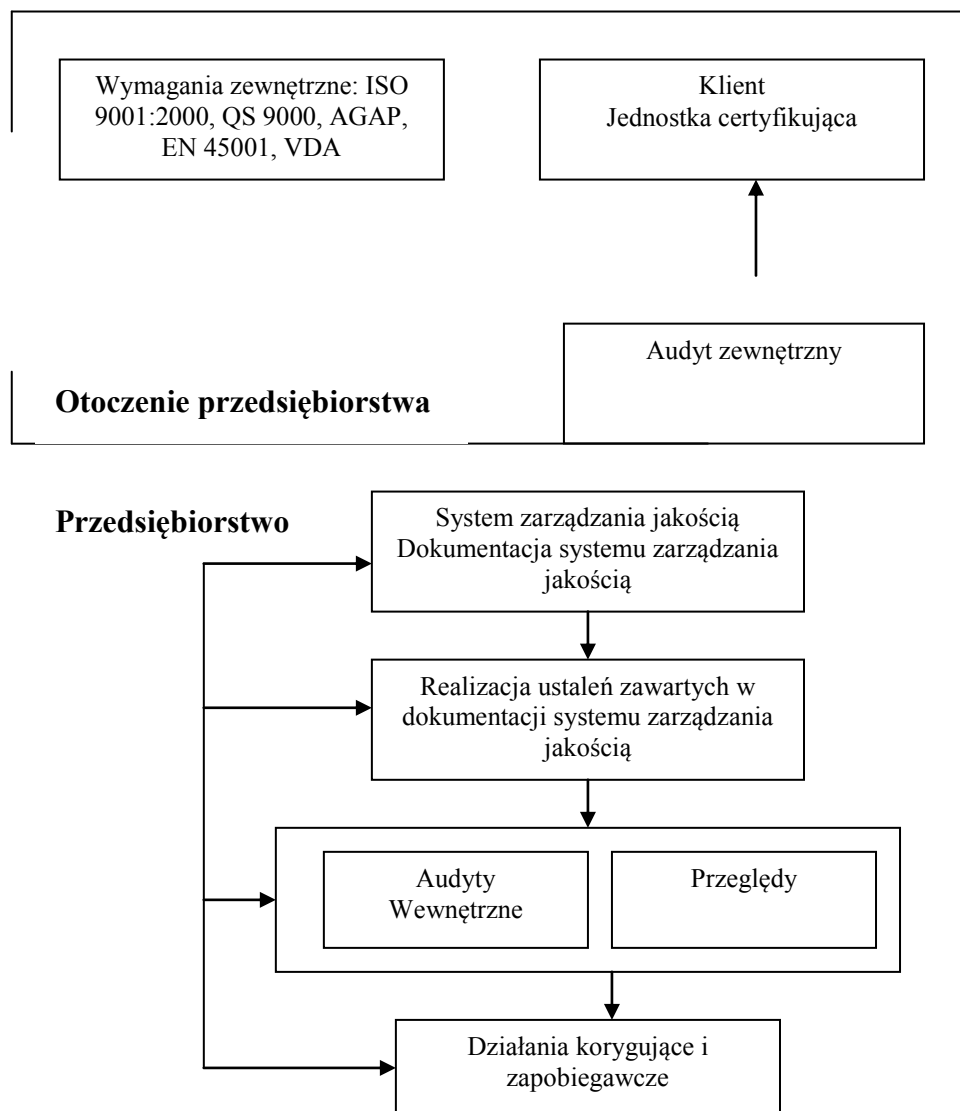 Wymagania zewnętrzne: ISO
9001:2000, QS 9000, AGAP,
EN 45001, VDA
Klient
Jednostka certyfikująca
Audyt zewnętrzny
Otoczenie przedsiębiorstwa
Przedsiębiorstwo
System zarządzania jakością
Dokumentacja systemu zarządzania
jakością
Realizacja ustaleń zawartych w
dokumentacji systemu zarządzania
jakością
Audyty
Wewnętrzne
Przeględy
Działania korygujące i
zapobiegawcze